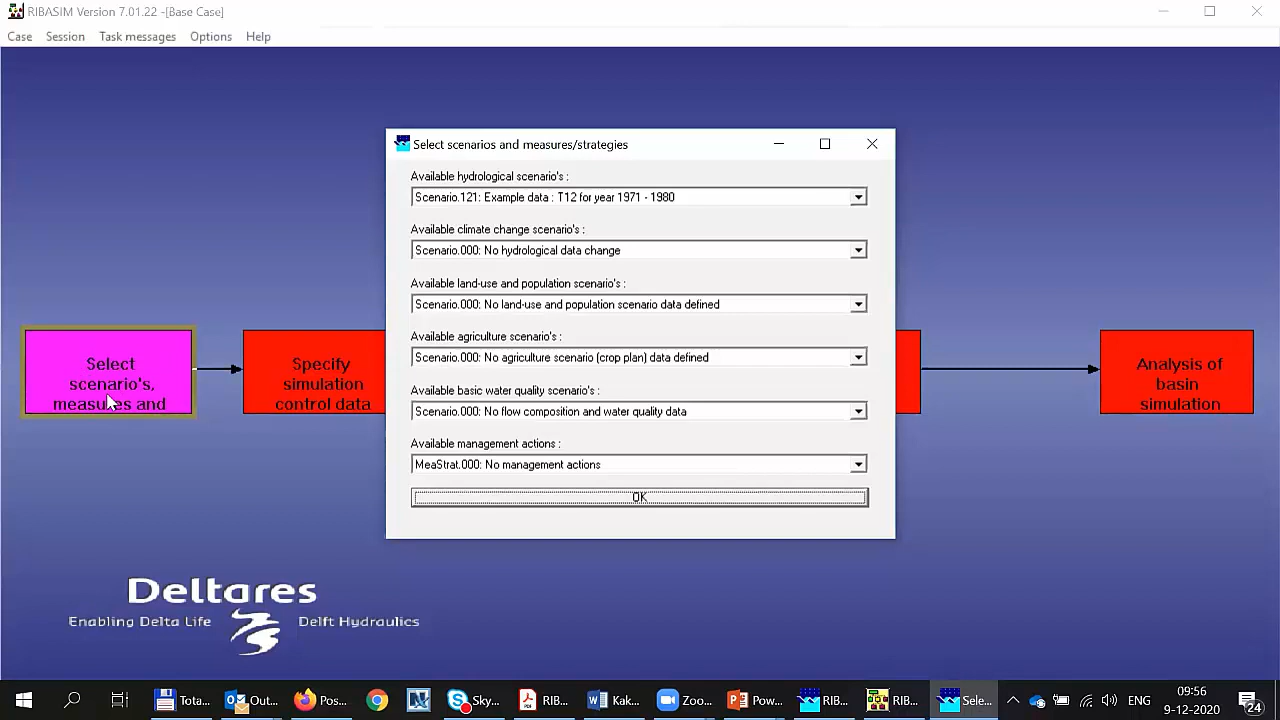 RIBASIM Version 7.01.22 -[Base Case]
Case Session Task messages Options Help
Select scenarios and measures/strategies
Available hydrological scenario's :
Scenario.121: Example data : T12 for year 1971 - 1980
Available climate change scenario's :
Scenario.000: No hydrological data change
Available land-use and population scenario's :
Scenario.000: No land-use and population scenario data defined
Available agriculture scenario's :
Scenario.000: No agriculture scenario (crop plan) data defined
Available basic water quality scenario's :
Scenario.000: No flow composition and water quality data
Available management actions :
MeaStrat.000: No management actions
OK
Select
scenario's,
measures and
Specify
simulation
control data
Analysis of
basin
simulation
Deltares
Enabling Delta Life Delft Hydraulics
Tota... Out... Pos... Sky... RIB... Kak... Zoo... Pow... RIB... RIB... Sele... ENG
09:56
9-12-2020
24